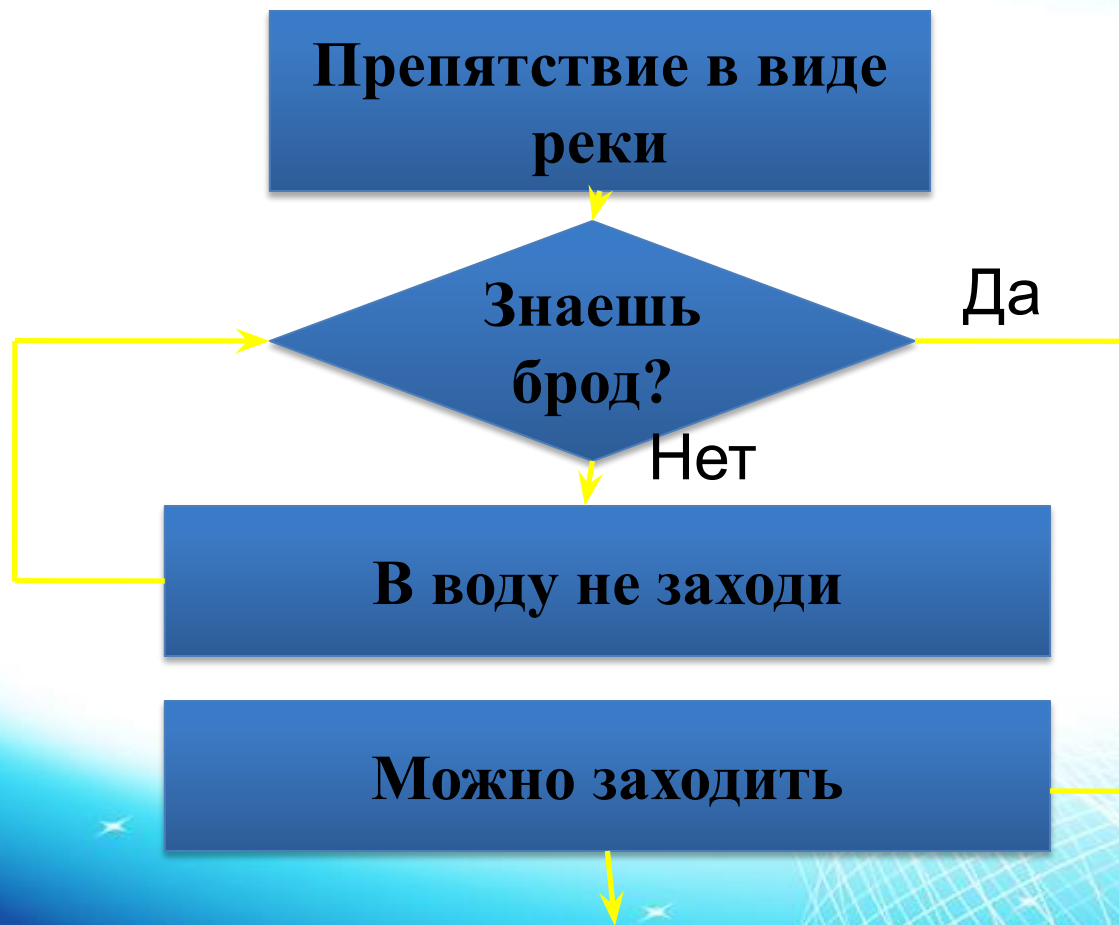 Препятствие в виде
реки
Знаешь
брод?
Да
Нет
В воду не заходи
Можно заходить